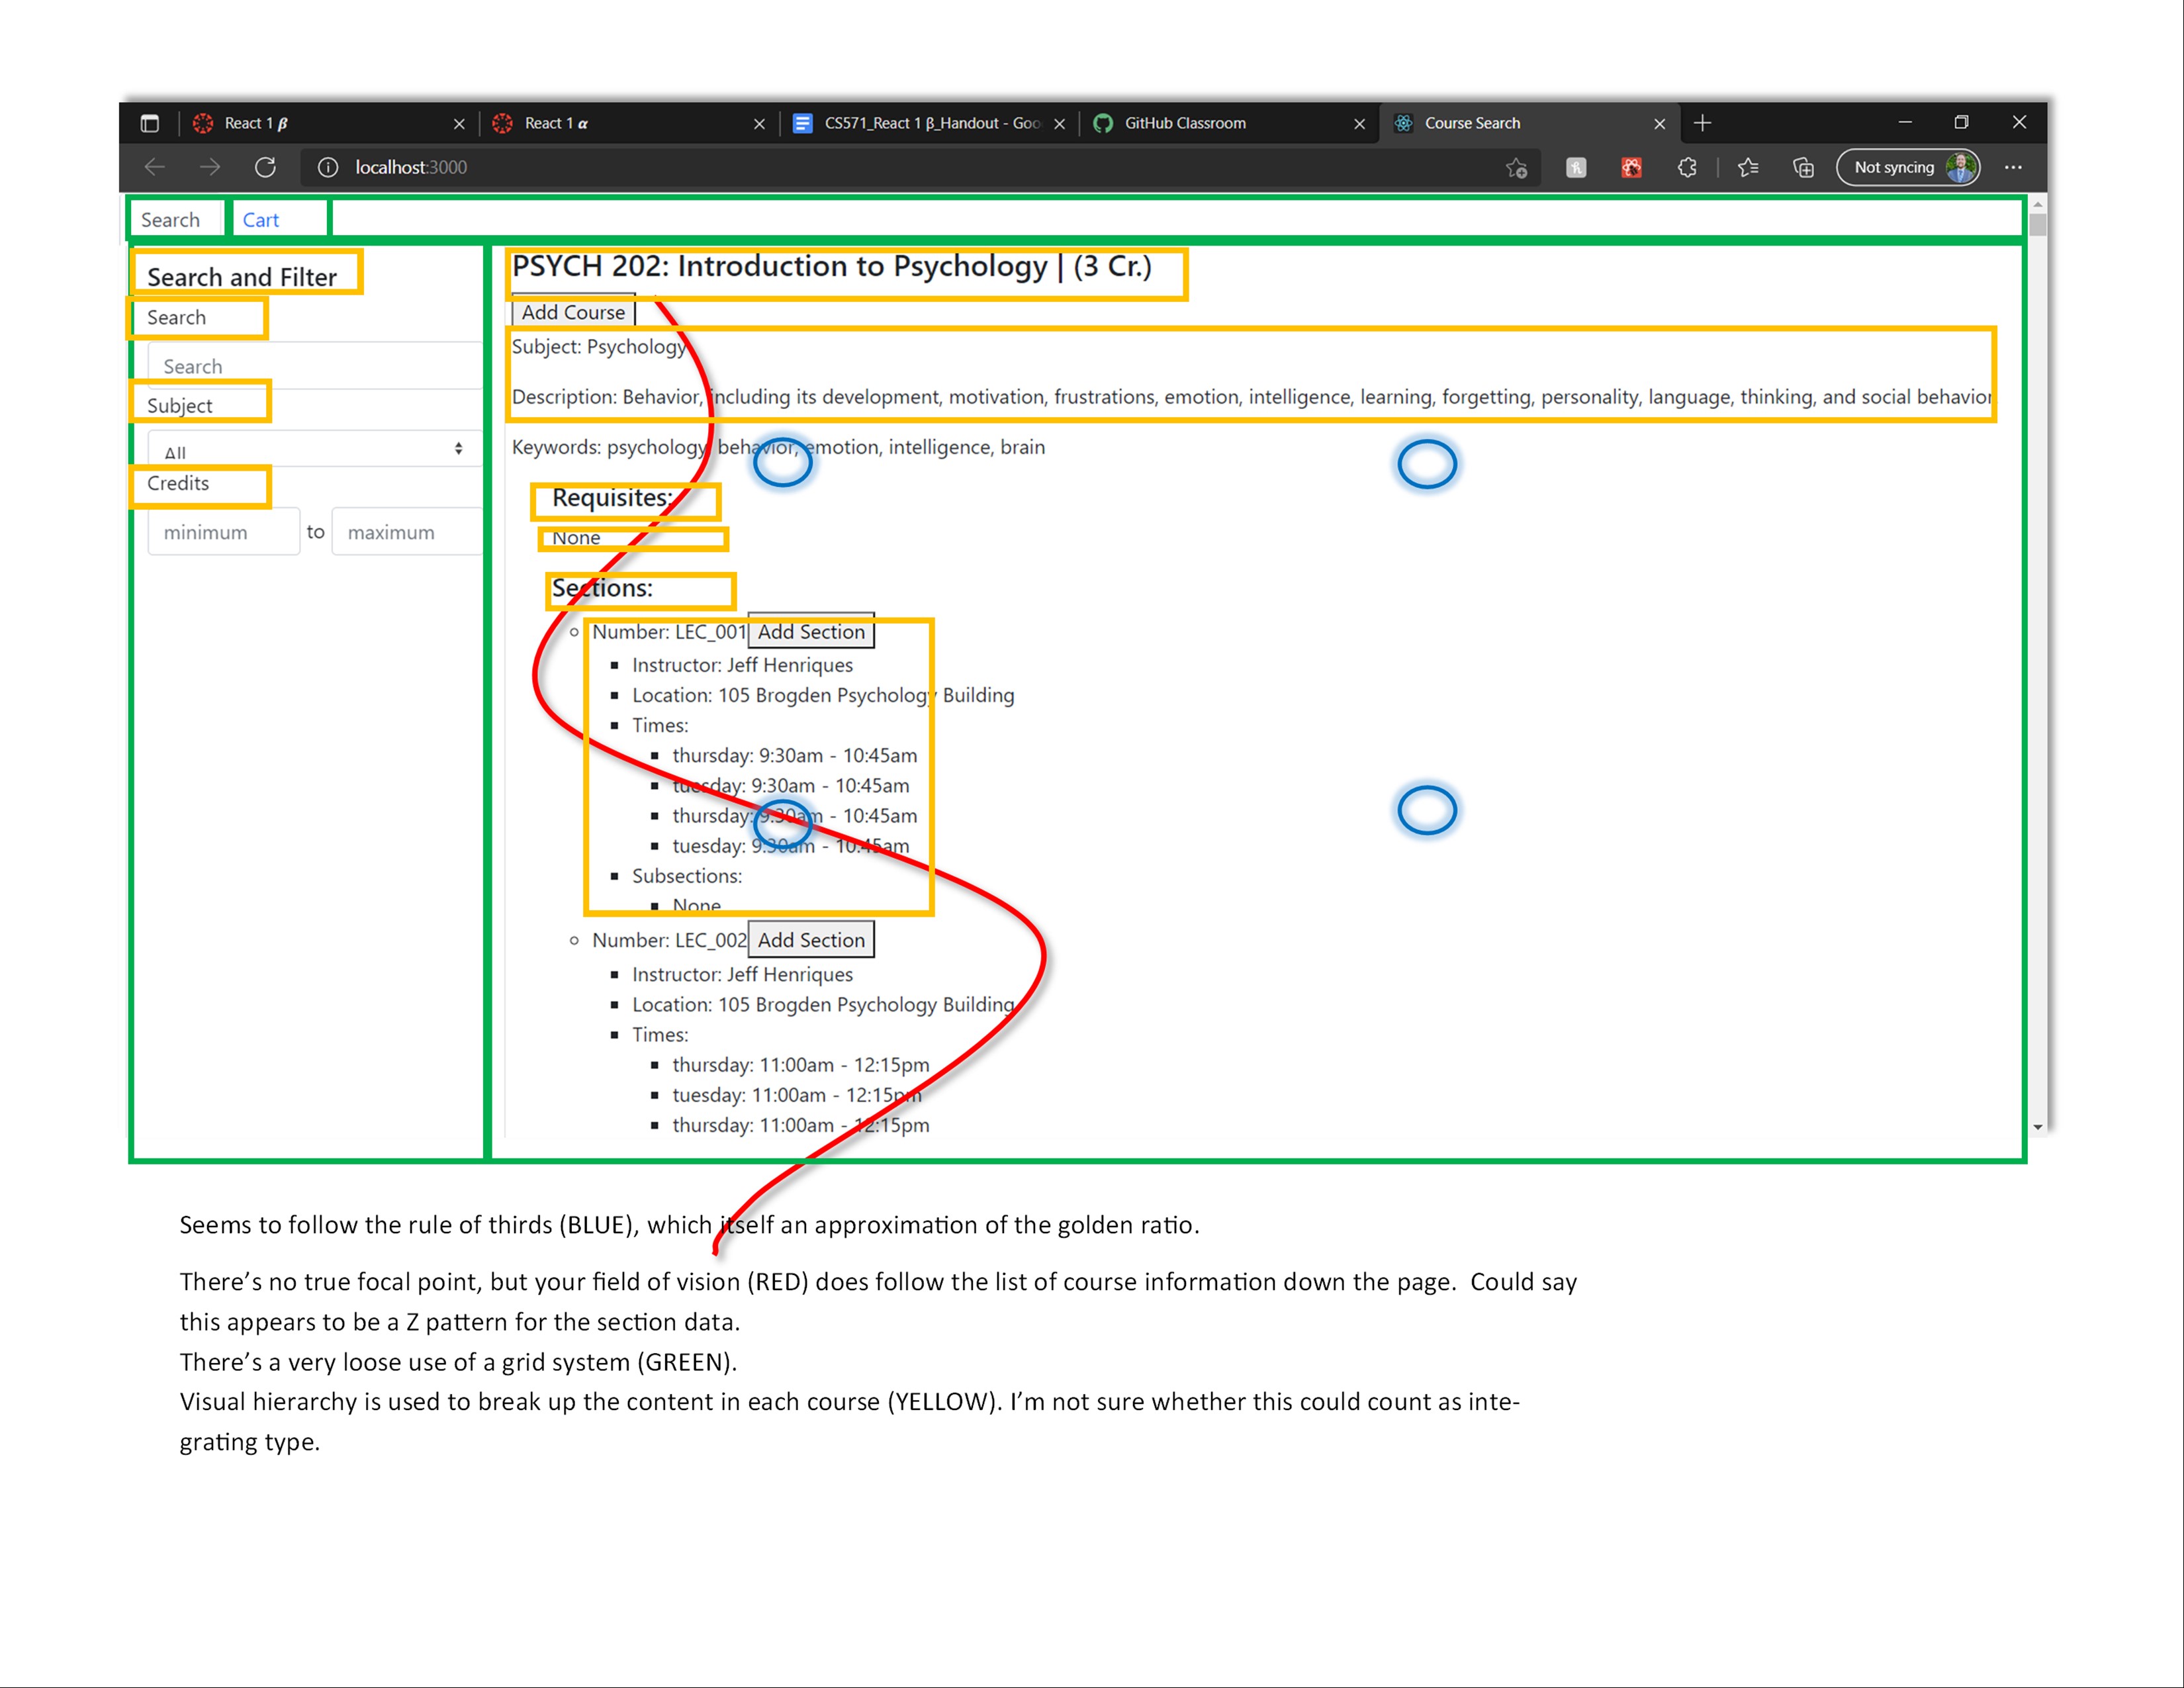 React 1 β
React 1 α
CS571_React 1 β_Handout - Goo
GitHub Classroom
Course Search
localhost:3000
Not syncing
Search
Cart
Search and Filter
Search
Search
Subject
All
Credits
minimum to maximum
PSYCH 202: Introduction to Psychology | (3 Cr.)
Add Course
Subject: Psychology
Description: Behavior, including its development, motivation, frustrations, emotion, intelligence, learning, forgetting, personality, language, thinking, and social behavior
Keywords: psychology, behavior, emotion, intelligence, brain
Requisites:
None
Sections:
Number: LEC_001 Add Section
Instructor: Jeff Henriques
Location: 105 Brogden Psychology Building
Times:
thursday: 9:30am - 10:45am
tuesday: 9:30am - 10:45am
thursday: 9:30am - 10:45am
tuesday: 9:30am - 10:45am
Subsections:
None
Number: LEC_002 Add Section
Instructor: Jeff Henriques
Location: 105 Brogden Psychology Building
Times:
thursday: 11:00am - 12:15pm
tuesday: 11:00am - 12:15pm
thursday: 11:00am - 12:15pm
Seems to follow the rule of thirds (BLUE), which itself an approximation of the golden ratio.
There’s no true focal point, but your field of vision (RED) does follow the list of course information down the page.  Could say
this appears to be a Z pattern for the section data.
There’s a very loose use of a grid system (GREEN).
Visual hierarchy is used to break up the content in each course (YELLOW). I’m not sure whether this could count as inte-
grating type.